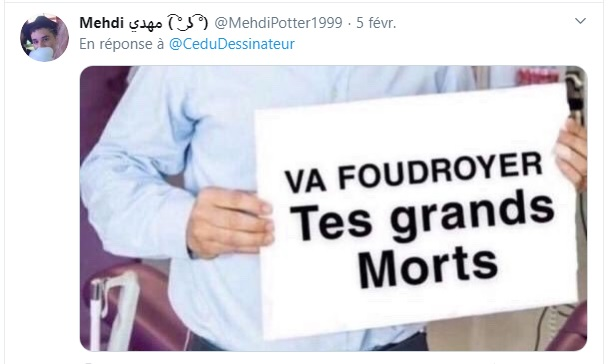 Mehdi مهدي ( ͡° ͜ʖ ͡°) @MehdiPotter1999 · 5 févr.
En réponse à @CeduDessinateur
VA FOUDROYER
Tes grands
Morts